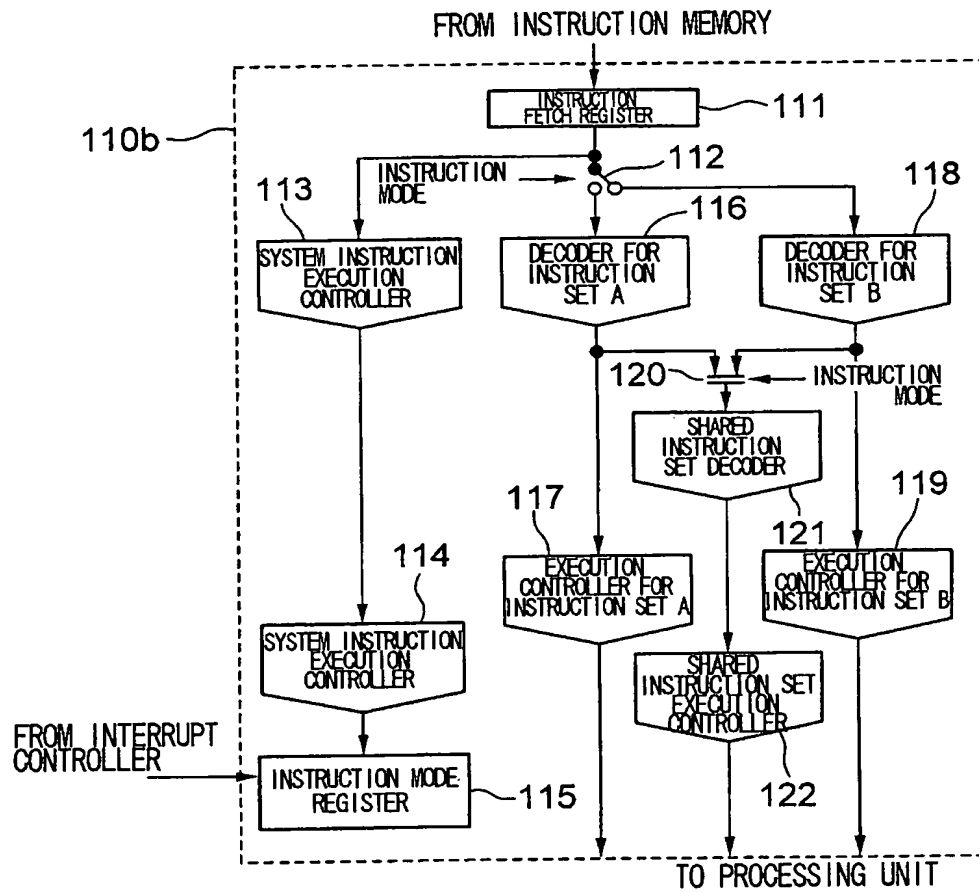 FROM INSTRUCTION MEMORY
INSTRUCTION
FETCH REGISTER
111
110b
112
INSTRUCTION
MODE
113
116
118
SYSTEM INSTRUCTION
EXECUTION
CONTROLLER
DECODER FOR
INSTRUCTION
SET A
DECODER FOR
INSTRUCTION
SET B
120
INSTRUCTION
MODE
SHARED
INSTRUCTION
SET DECODER
121
117
119
EXECUTION
CONTROLLER FOR
INSTRUCTION SET A
EXECUTION
CONTROLLER FOR
INSTRUCTION SET B
114
SYSTEM INSTRUCTION
EXECUTION
CONTROLLER
SHARED
INSTRUCTION SET
EXECUTION
CONTROLLER
122
FROM INTERRUPT
CONTROLLER
INSTRUCTION MODE
REGISTER
115
TO PROCESSING UNIT